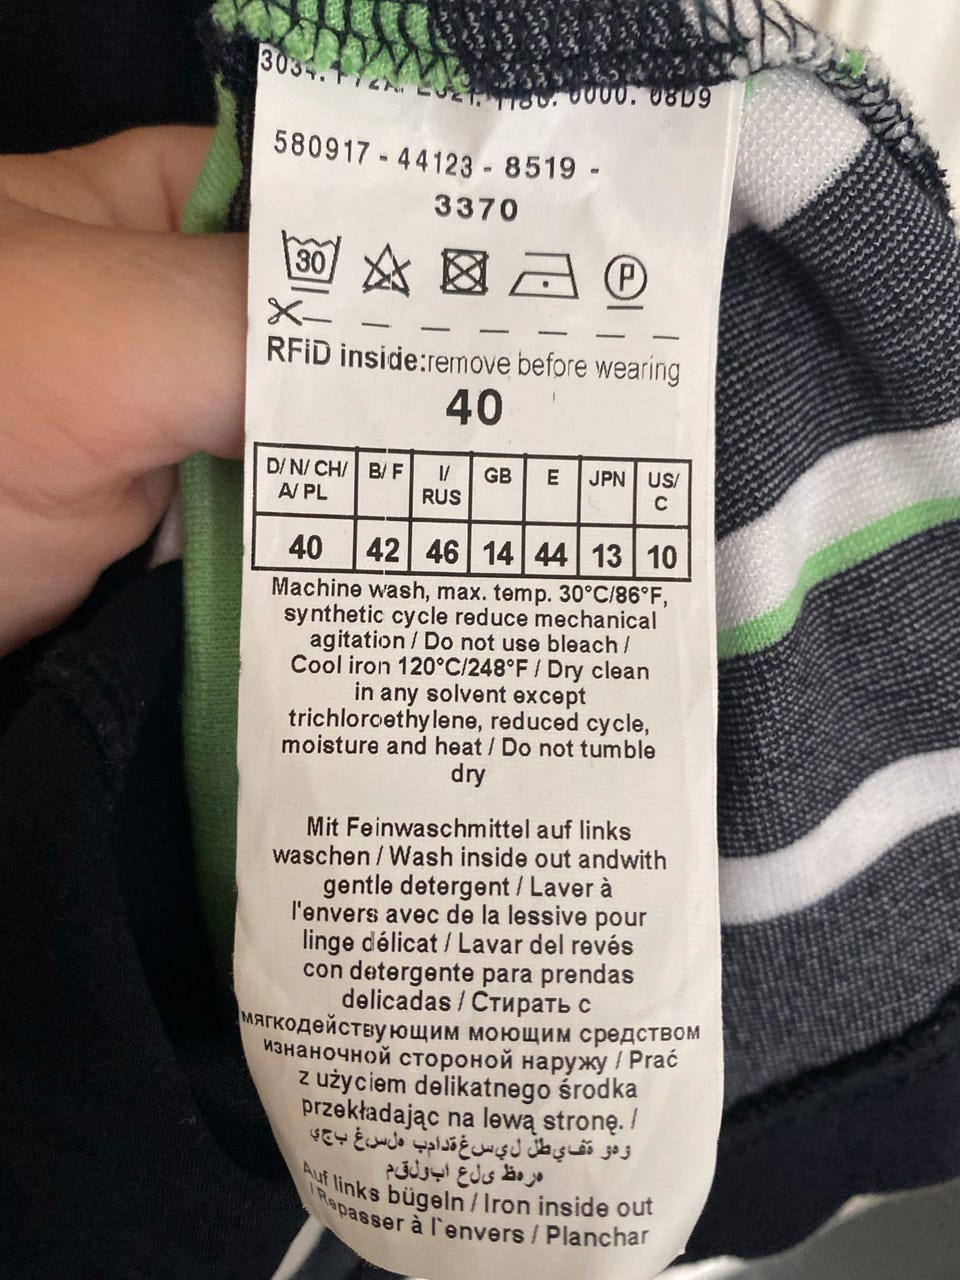 0000. 08D9
580917 - 44123 - 8519 -
3370
30 P
RFiD inside:remove before wearing
40
D/ N/ CH/ A/ PL B/ F I/ RUS GB E JPN US/ C
40 42 46 14 44 13 10
Machine wash, max. temp. 30°C/86°F,
synthetic cycle reduce mechanical
agitation / Do not use bleach /
Cool iron 120°C/248°F / Dry clean
in any solvent except
trichloroethylene, reduced cycle,
moisture and heat / Do not tumble
dry
Mit Feinwaschmittel auf links
waschen / Wash inside out andwith
gentle detergent / Laver à
l'envers avec de la lessive pour
linge délicat / Lavar del revés
con detergente para prendas
delicadas / Стирать с
мягкодействующим моющим средством
изнаночной стороной наружу / Prać
z użyciem delikatnego środka
przekładając na lewą stronę. /
Auf links bügeln / Iron inside out
/ Repasser à l`envers / Planchar